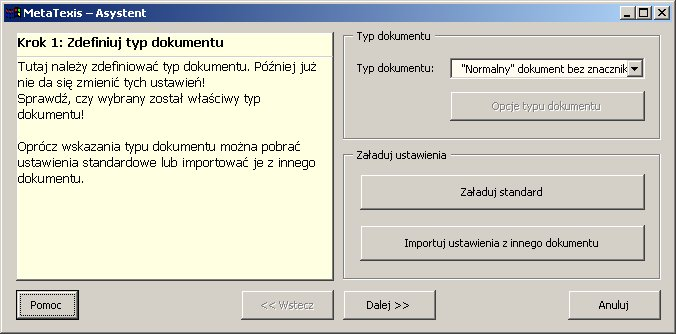 MetaTexis – Asystent
Krok 1: Zdefiniuj typ dokumentu
Tutaj należy zdefiniować typ dokumentu. Później już
nie da się zmienić tych ustawień!
Sprawdź, czy wybrany został właściwy typ
dokumentu!
Oprócz wskazania typu dokumentu można pobrać
ustawienia standardowe lub importować je z innego
dokumentu.
Typ dokumentu
Typ dokumentu:
"Normalny" dokument bez znacznik
Opcje typu dokumentu
Załaduj ustawienia
Załaduj standard
Importuj ustawienia z innego dokumentu
Pomoc
<< Wstecz
Dalej >>
Anuluj